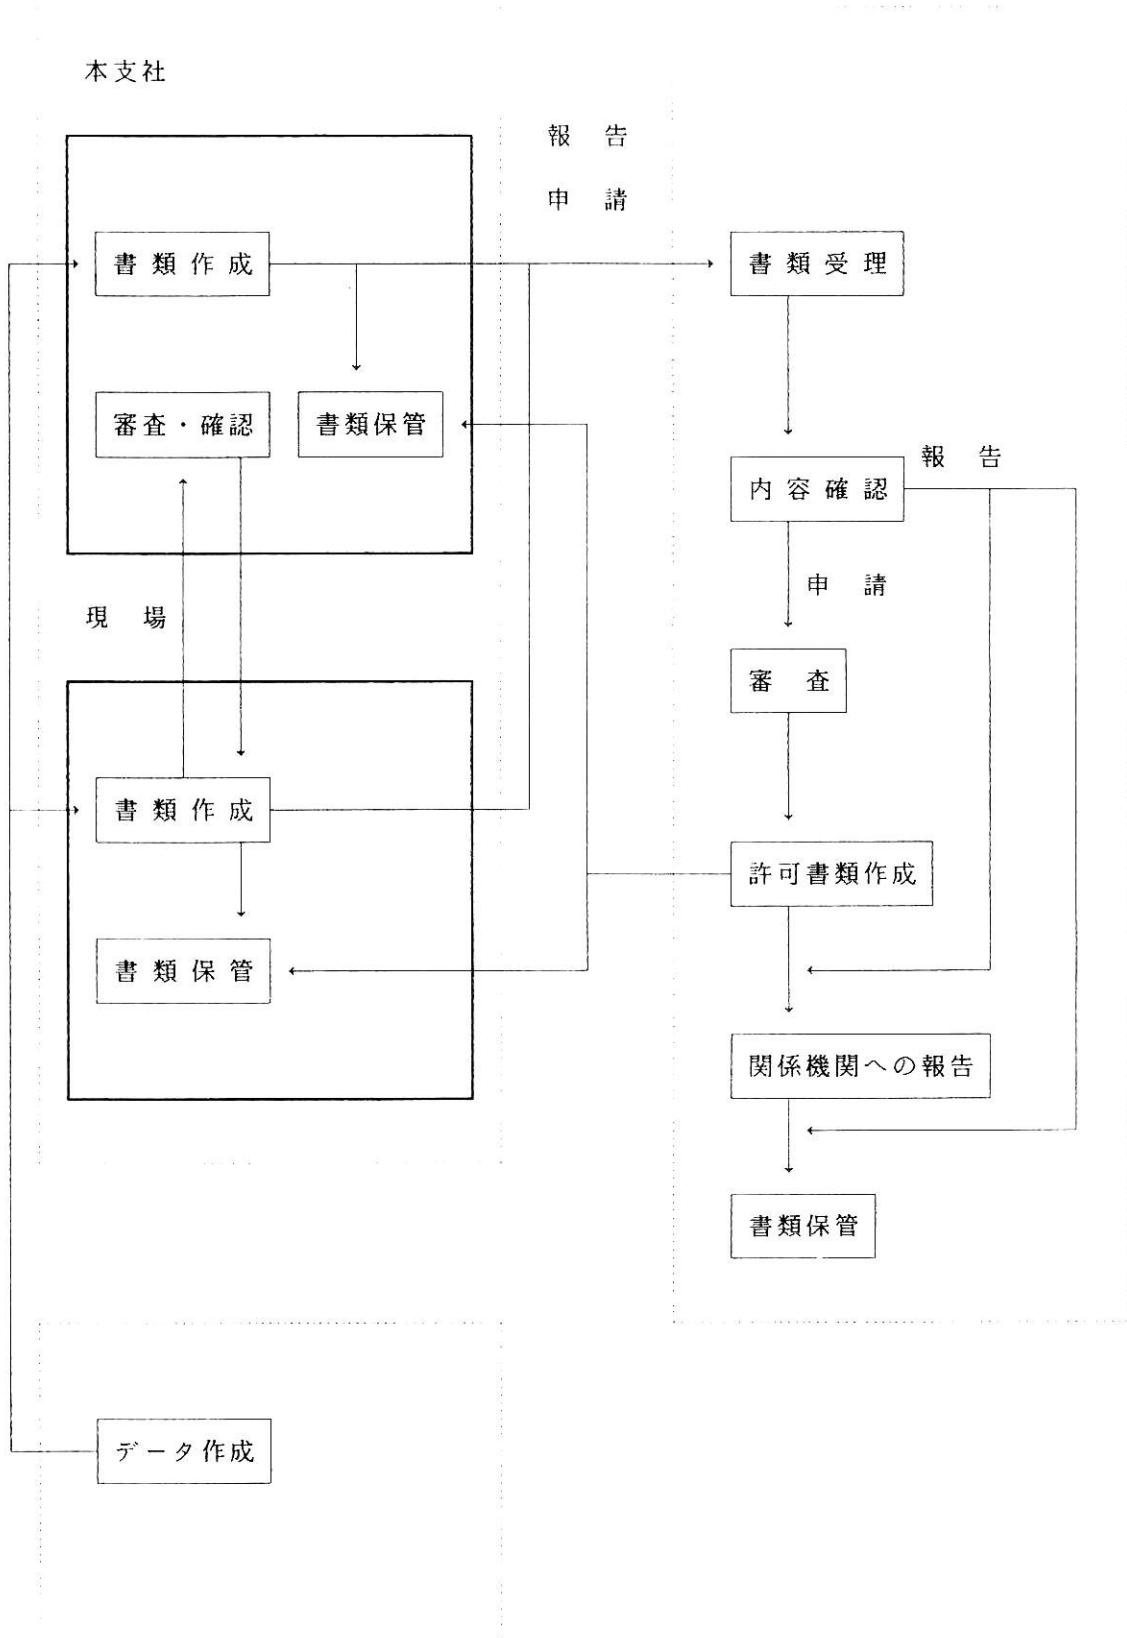 本支社
報 告
申 請
書類作成
書類受理
審査・確認
書類保管
報 告
内容確認
申 請
現 場
審 査
書類作成
許可書類作成
書類保管
関係機関への報告
書類保管
データ作成